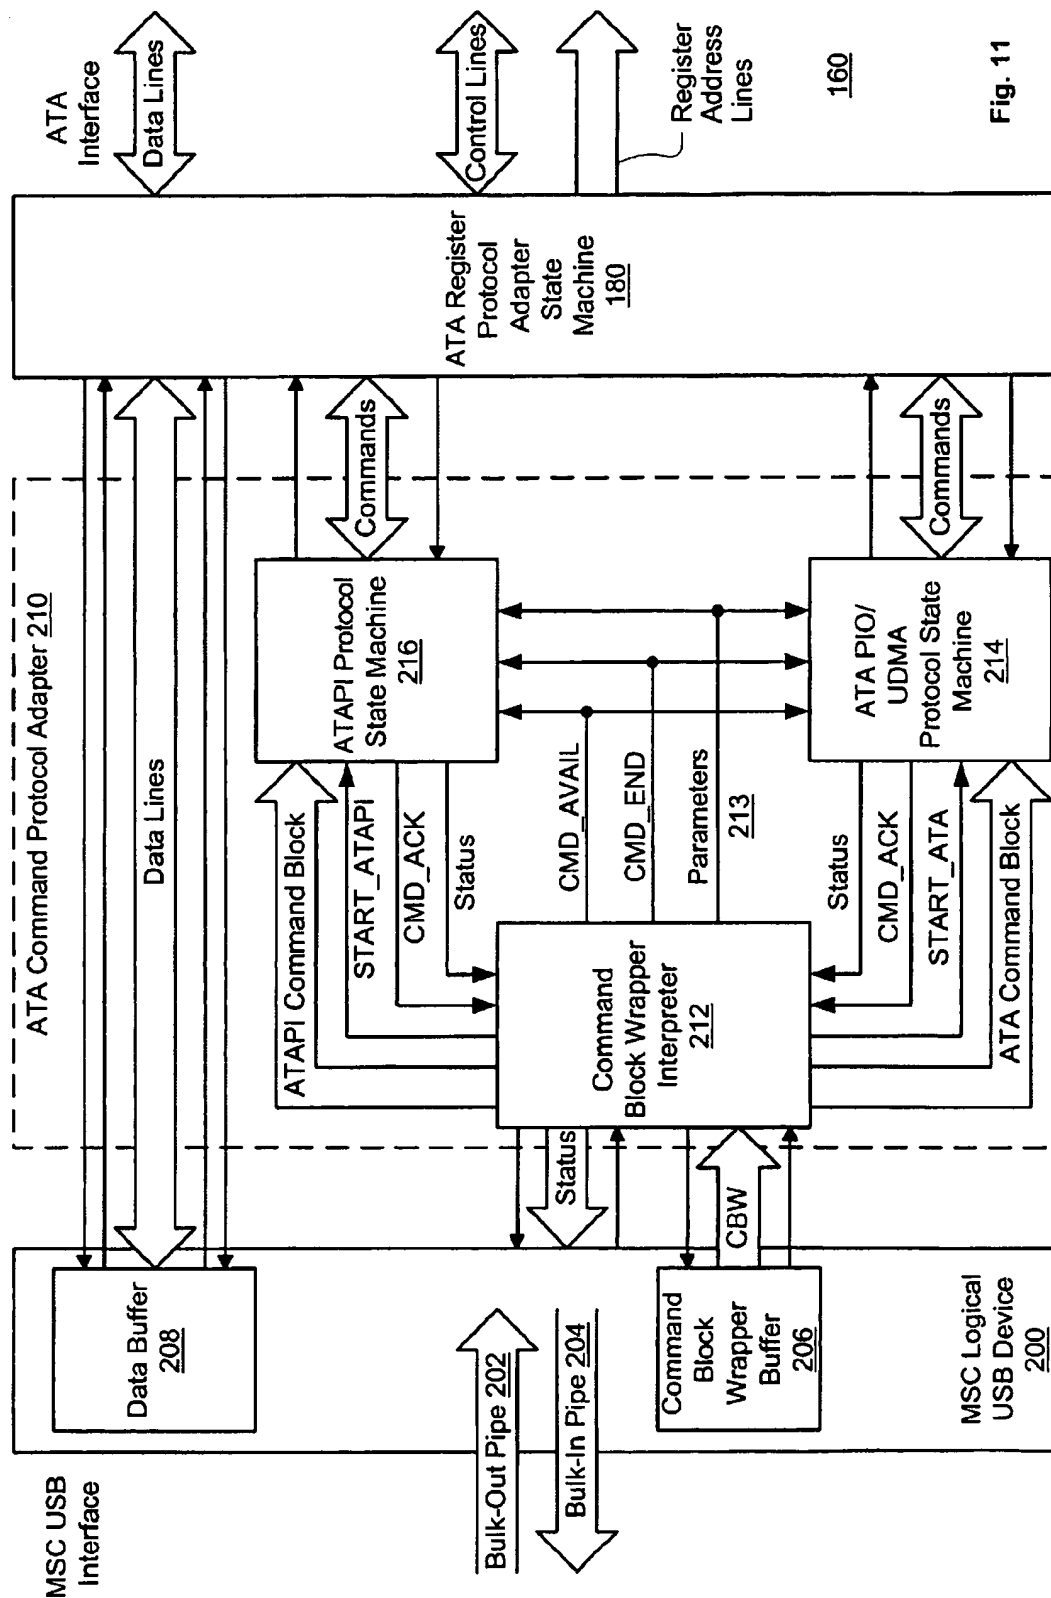 MSC USB
Interface
ATA
Interface
ATA Command Protocol Adapter 210
Data Buffer
208
Data Lines
Data Lines
Bulk-Out Pipe 202
Bulk-In Pipe 204
Command
Block
Wrapper
Buffer
206
MSC Logical
USB Device
200
Status
CBW
Command
Block Wrapper
Interpreter
212
ATAPI Command Block
START_ATAPI
CMD_ACK
Status
CMD_AVAIL
CMD_END
Parameters
213
Status
CMD_ACK
START_ATA
ATA Command Block
ATAPI Protocol
State Machine
216
ATA PIO/
UDMA
Protocol State
Machine
214
Commands
Commands
ATA Register
Protocol
Adapter
State
Machine
180
Control Lines
Register
Address
Lines
160
Fig. 11